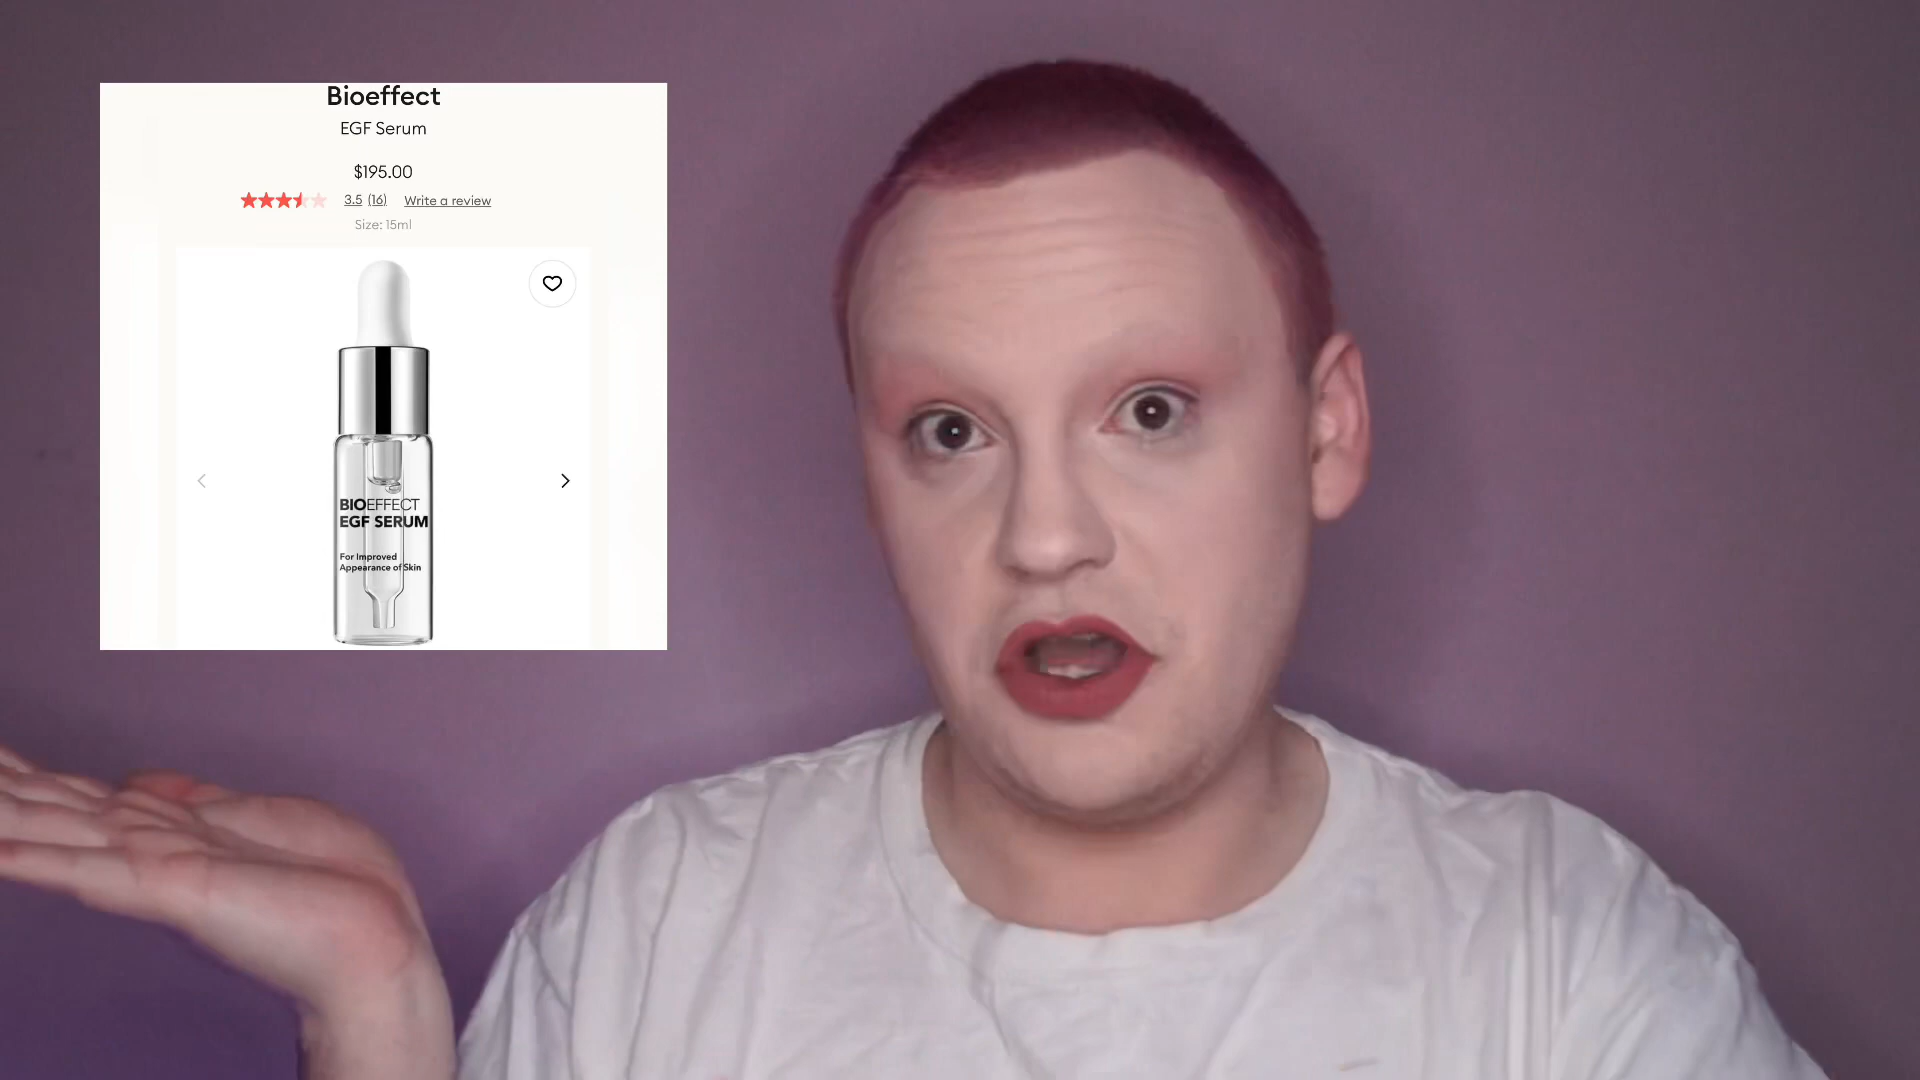 Bioeffect
EGF Serum
$195.00
3.5 (16) Write a review
Size: 15ml
BIOEFFECT
EGF SERUM
For Improved
Appearance of Skin